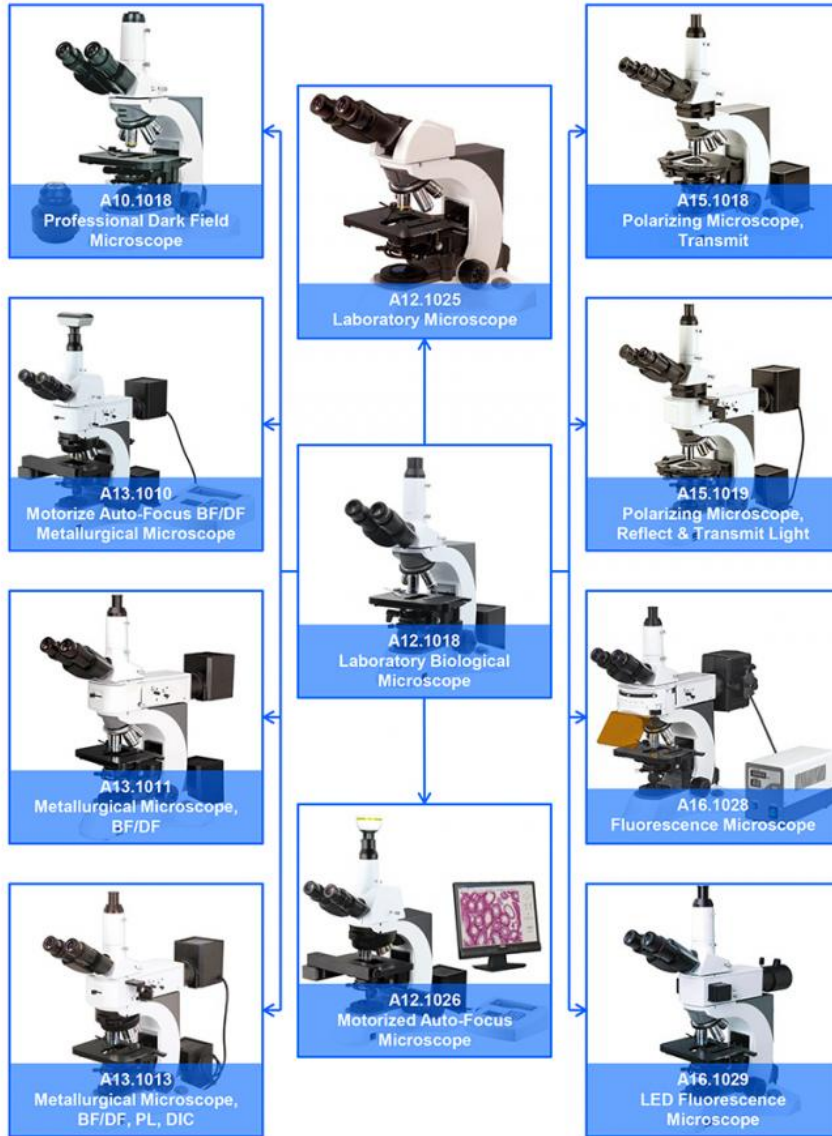 A10.1018
Professional Dark Field
Microscope
A12.1025
Laboratory Microscope
A15.1018
Polarizing Microscope,
Transmit
A13.1010
Motorize Auto-Focus BF/DF
Metallurgical Microscope
A12.1018
Laboratory Biological
Microscope
A15.1019
Polarizing Microscope,
Reflect & Transmit Light
A13.1011
Metallurgical Microscope,
BF/DF
A16.1028
Fluorescence Microscope
A13.1013
Metallurgical Microscope,
BF/DF, PL, DIC
A12.1026
Motorized Auto-Focus
Microscope
A16.1029
LED Fluorescence
Microscope